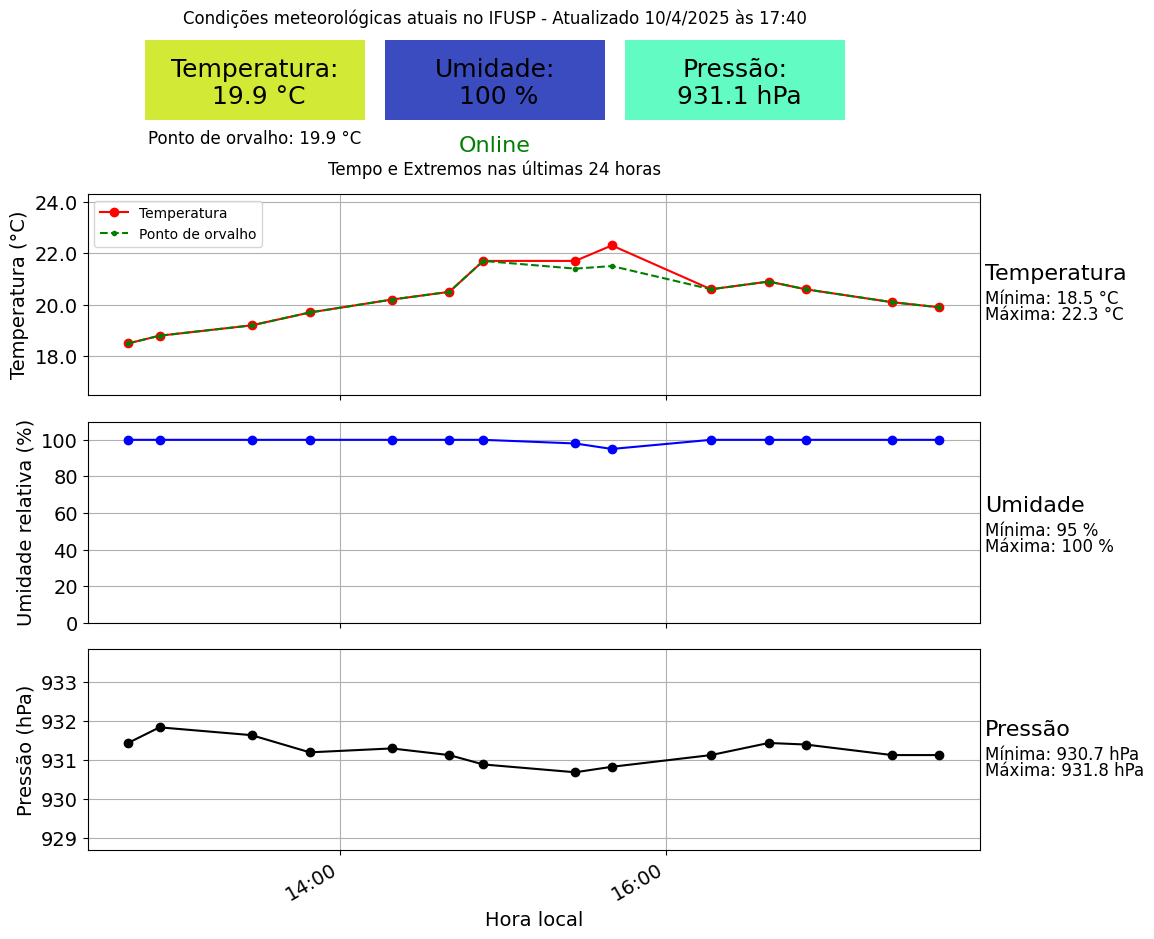 Condições meteorológicas atuais no IFUSP - Atualizado 10/4/2025 às 17:40
Temperatura:
19.9 °C
Umidade:
100 %
Pressão:
931.1 hPa
Ponto de orvalho: 19.9 °C
Online
Tempo e Extremos nas últimas 24 horas
Temperatura (°C)
24.0
22.0
20.0
18.0
Temperatura
Ponto de orvalho
Temperatura
Mínima: 18.5 °C
Máxima: 22.3 °C
Umidade relativa (%)
100
80
60
40
20
0
Umidade
Mínima: 95 %
Máxima: 100 %
Pressão (hPa)
933
932
931
930
929
Pressão
Mínima: 930.7 hPa
Máxima: 931.8 hPa
14:00
16:00
Hora local